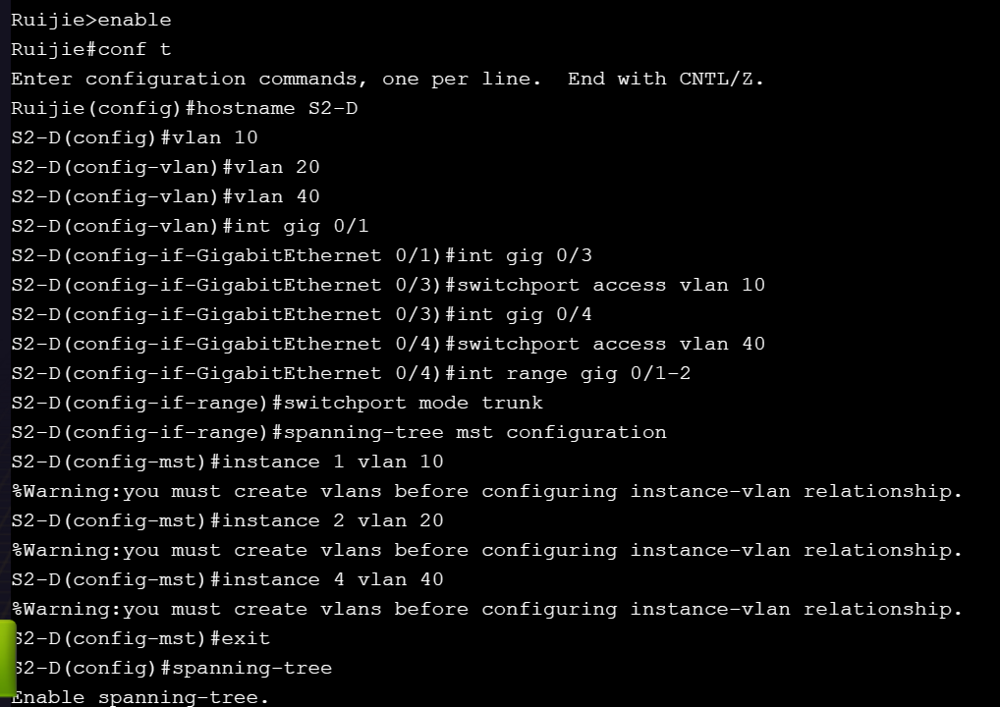 Ruijie>enable
Ruijie#conf t
Enter configuration commands, one per line.  End with CNTL/Z.
Ruijie(config)#hostname S2-D
S2-D(config)#vlan 10
S2-D(config-vlan)#vlan 20
S2-D(config-vlan)#vlan 40
S2-D(config-vlan)#int gig 0/1
S2-D(config-if-GigabitEthernet 0/1)#int gig 0/3
S2-D(config-if-GigabitEthernet 0/3)#switchport access vlan 10
S2-D(config-if-GigabitEthernet 0/3)#int gig 0/4
S2-D(config-if-GigabitEthernet 0/4)#switchport access vlan 40
S2-D(config-if-GigabitEthernet 0/4)#int range gig 0/1-2
S2-D(config-if-range)#switchport mode trunk
S2-D(config-if-range)#spanning-tree mst configuration
S2-D(config-mst)#instance 1 vlan 10
%Warning:you must create vlans before configuring instance-vlan relationship.
S2-D(config-mst)#instance 2 vlan 20
%Warning:you must create vlans before configuring instance-vlan relationship.
S2-D(config-mst)#instance 4 vlan 40
%Warning:you must create vlans before configuring instance-vlan relationship.
S2-D(config-mst)#exit
S2-D(config)#spanning-tree
Enable spanning-tree.